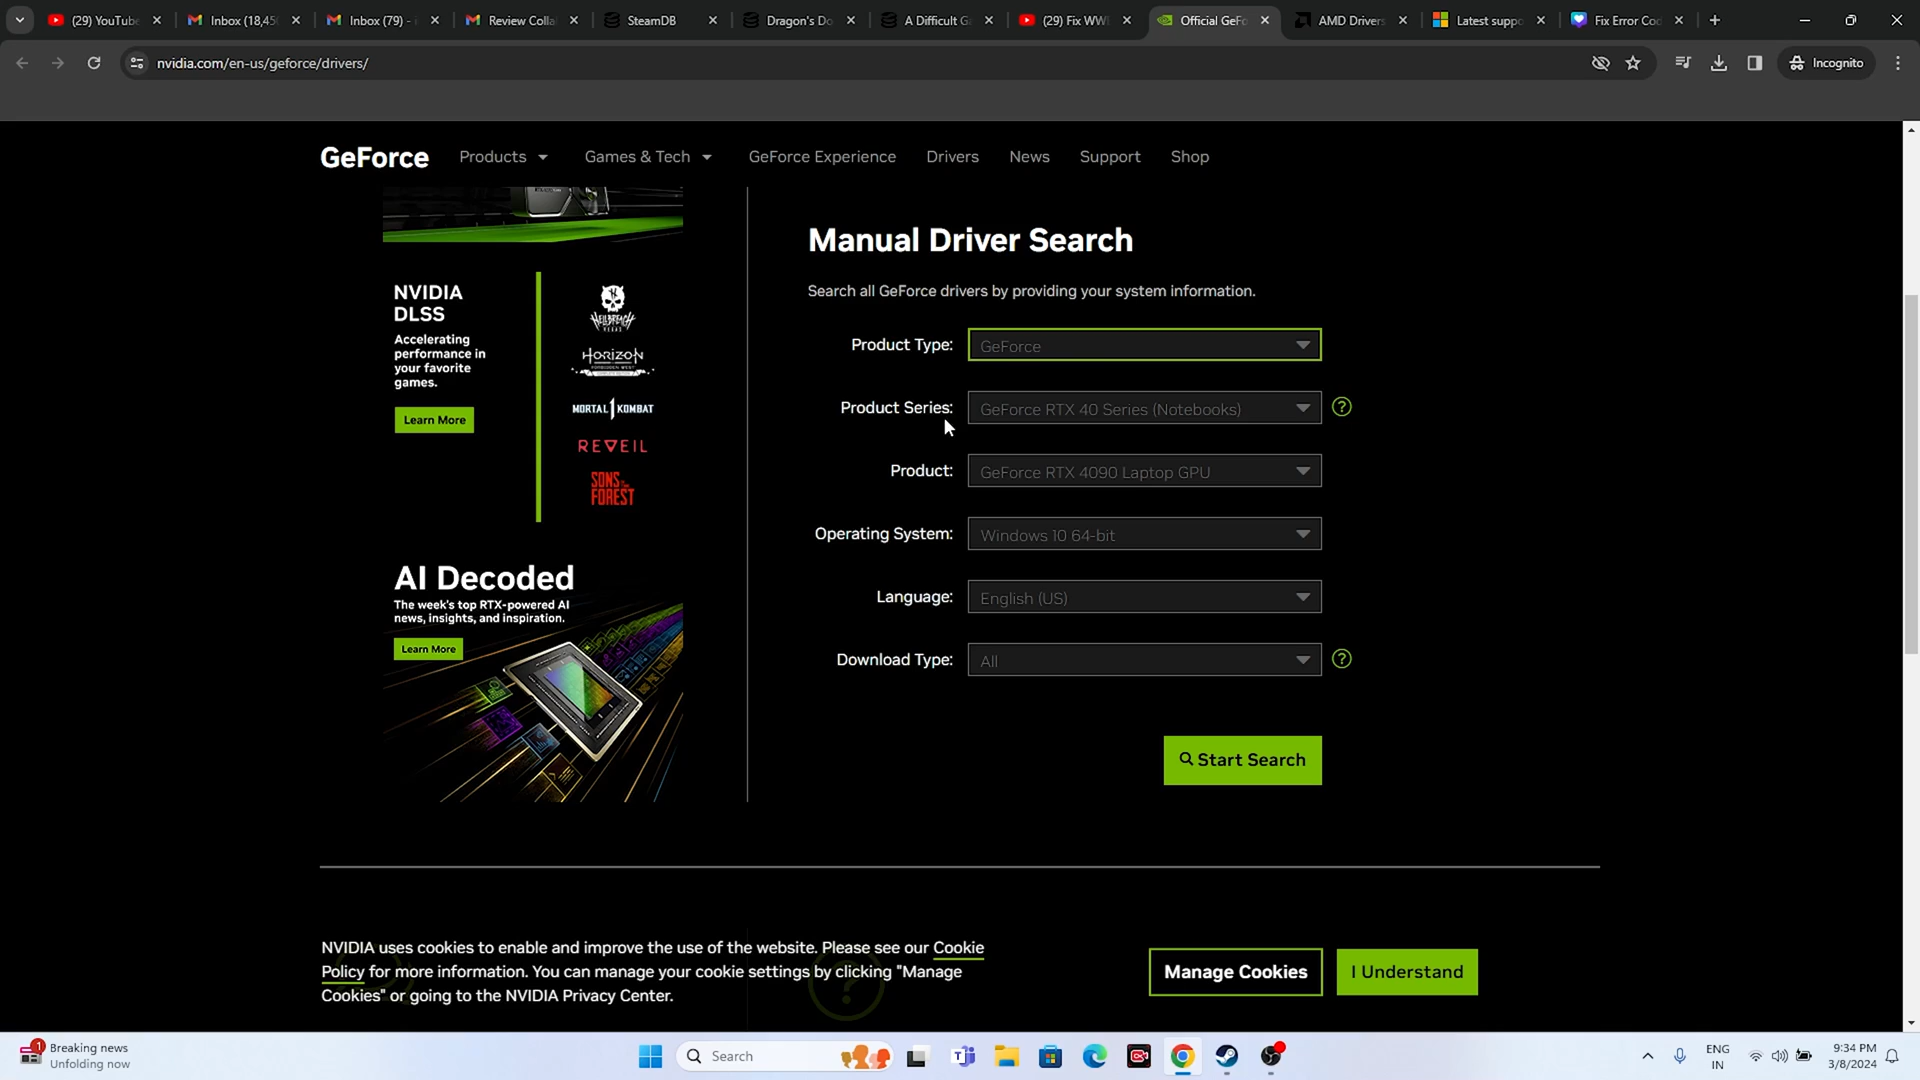 (29) YouTube
Inbox (18,45
Inbox (79) -
Review Colla
SteamDB
Dragon's Do
A Difficult G
(29) Fix WW
Official GeFo
AMD Drivers
Latest suppo
Fix Error Cod
nvidia.com/en-us/geforce/drivers/
Incognito
GeForce
Products
Games & Tech
GeForce Experience
Drivers
News
Support
Shop
NVIDIA
DLSS
Accelerating
performance in
your favorite
games.
Learn More
HELLBREACH
VEGAS
HORIZON
FORBIDDEN WEST
MORTAL KOMBAT 1
REVEIL
SONS OF THE
FOREST
AI Decoded
The week's top RTX-powered AI
news, insights, and inspiration.
Learn More
Manual Driver Search
Search all GeForce drivers by providing your system information.
Product Type: GeForce
Product Series: GeForce RTX 40 Series (Notebooks) ?
Product: GeForce RTX 4090 Laptop GPU
Operating System: Windows 10 64-bit
Language: English (US)
Download Type: All ?
Start Search
NVIDIA uses cookies to enable and improve the use of the website. Please see our Cookie
Policy for more information. You can manage your cookie settings by clicking "Manage
Cookies" or going to the NVIDIA Privacy Center.
Manage Cookies
I Understand
1
Breaking news
Unfolding now
Search
ENG
IN
9:34 PM
3/8/2024